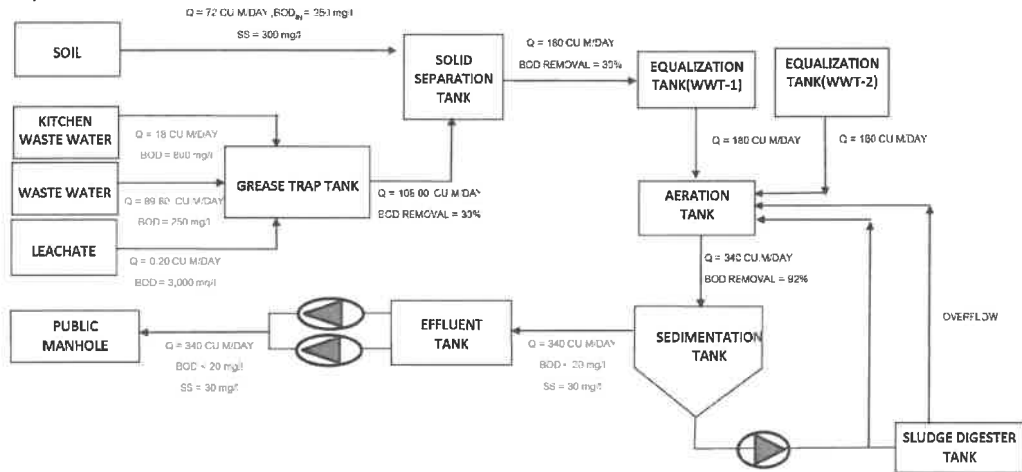 Q = 72 CU M/DAY ,BOD_IN = 250 mg/l
SS = 300 mg/l
SOIL
SOLID
SEPARATION
TANK
Q = 180 CU M/DAY
BOD REMOVAL = 30%
EQUALIZATION
TANK(WWT-1)
EQUALIZATION
TANK(WWT-2)
KITCHEN
WASTE WATER
Q = 18 CU M/DAY
BOD = 800 mg/l
WASTE WATER
Q = 89.80 CU M/DAY
BOD = 250 mg/l
GREASE TRAP TANK
Q = 108.00 CU M/DAY
BOD REMOVAL = 30%
Q = 180 CU M/DAY
Q = 160 CU M/DAY
AERATION
TANK
LEACHATE
Q = 0.20 CU M/DAY
BOD = 3,000 mg/l
Q = 340 CU M/DAY
BOD REMOVAL = 92%
PUBLIC
MANHOLE
Q = 340 CU M/DAY
BOD < 20 mg/l
SS = 30 mg/l
EFFLUENT
TANK
Q = 340 CU M/DAY
BOD < 20 mg/l
SS = 30 mg/l
SEDIMENTATION
TANK
OVERFLOW
SLUDGE DIGESTER
TANK